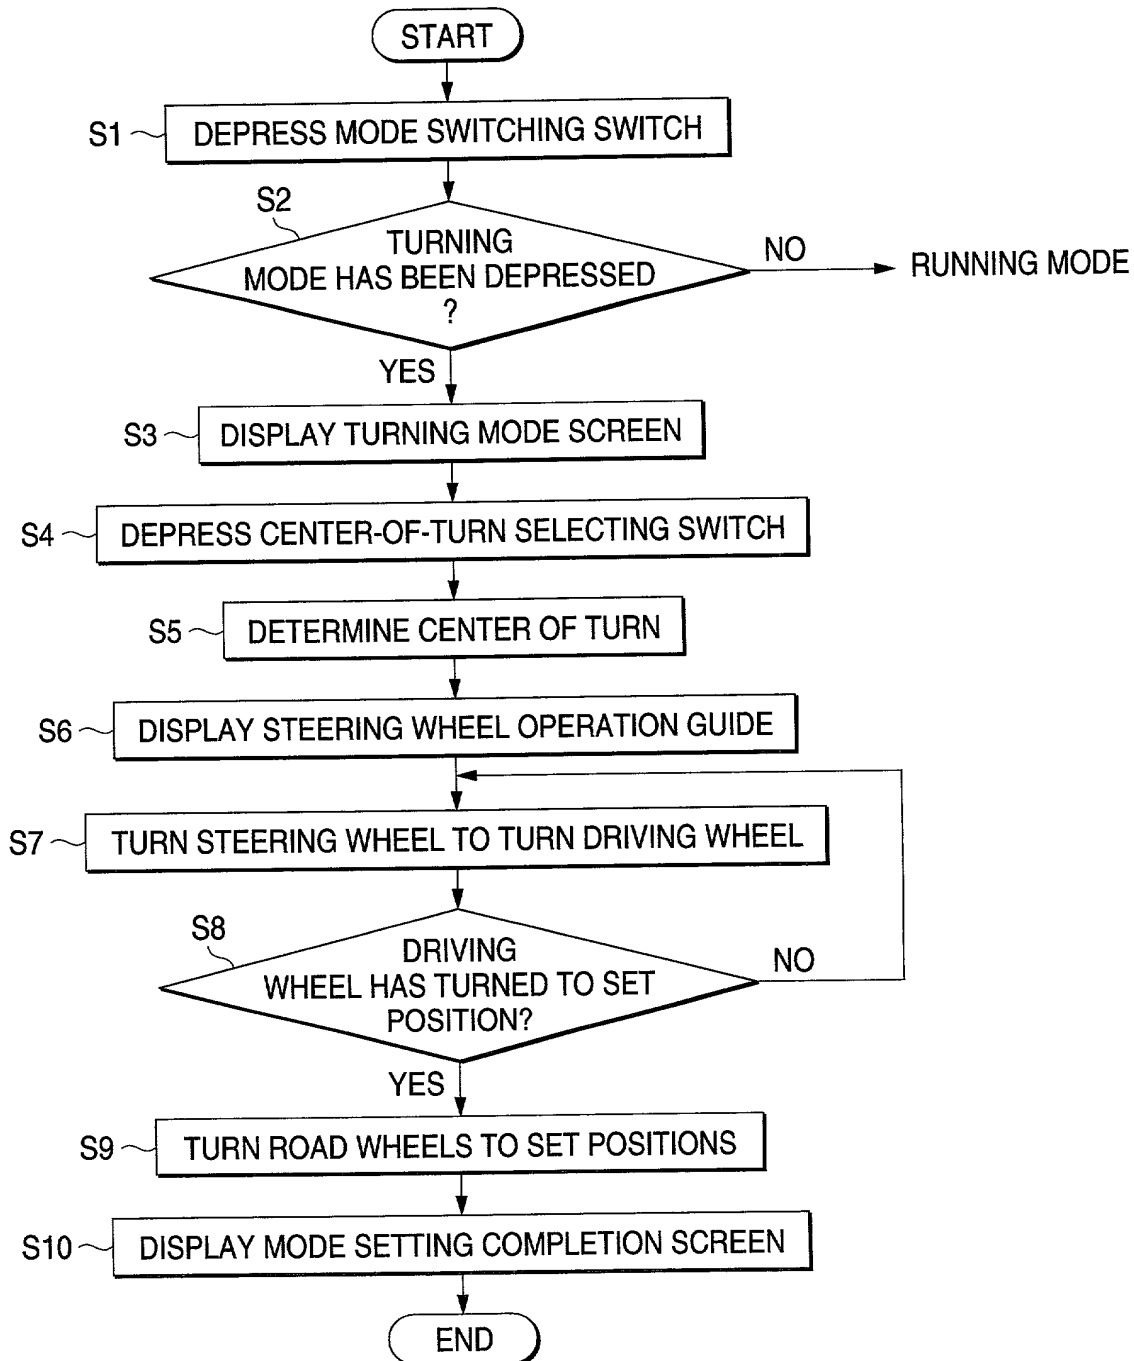 START
S1
DEPRESS MODE SWITCHING SWITCH
S2
TURNING
MODE HAS BEEN DEPRESSED
?
NO
RUNNING MODE
YES
S3
DISPLAY TURNING MODE SCREEN
S4
DEPRESS CENTER-OF-TURN SELECTING SWITCH
S5
DETERMINE CENTER OF TURN
S6
DISPLAY STEERING WHEEL OPERATION GUIDE
S7
TURN STEERING WHEEL TO TURN DRIVING WHEEL
S8
DRIVING
WHEEL HAS TURNED TO SET
POSITION?
NO
YES
S9
TURN ROAD WHEELS TO SET POSITIONS
S10
DISPLAY MODE SETTING COMPLETION SCREEN
END